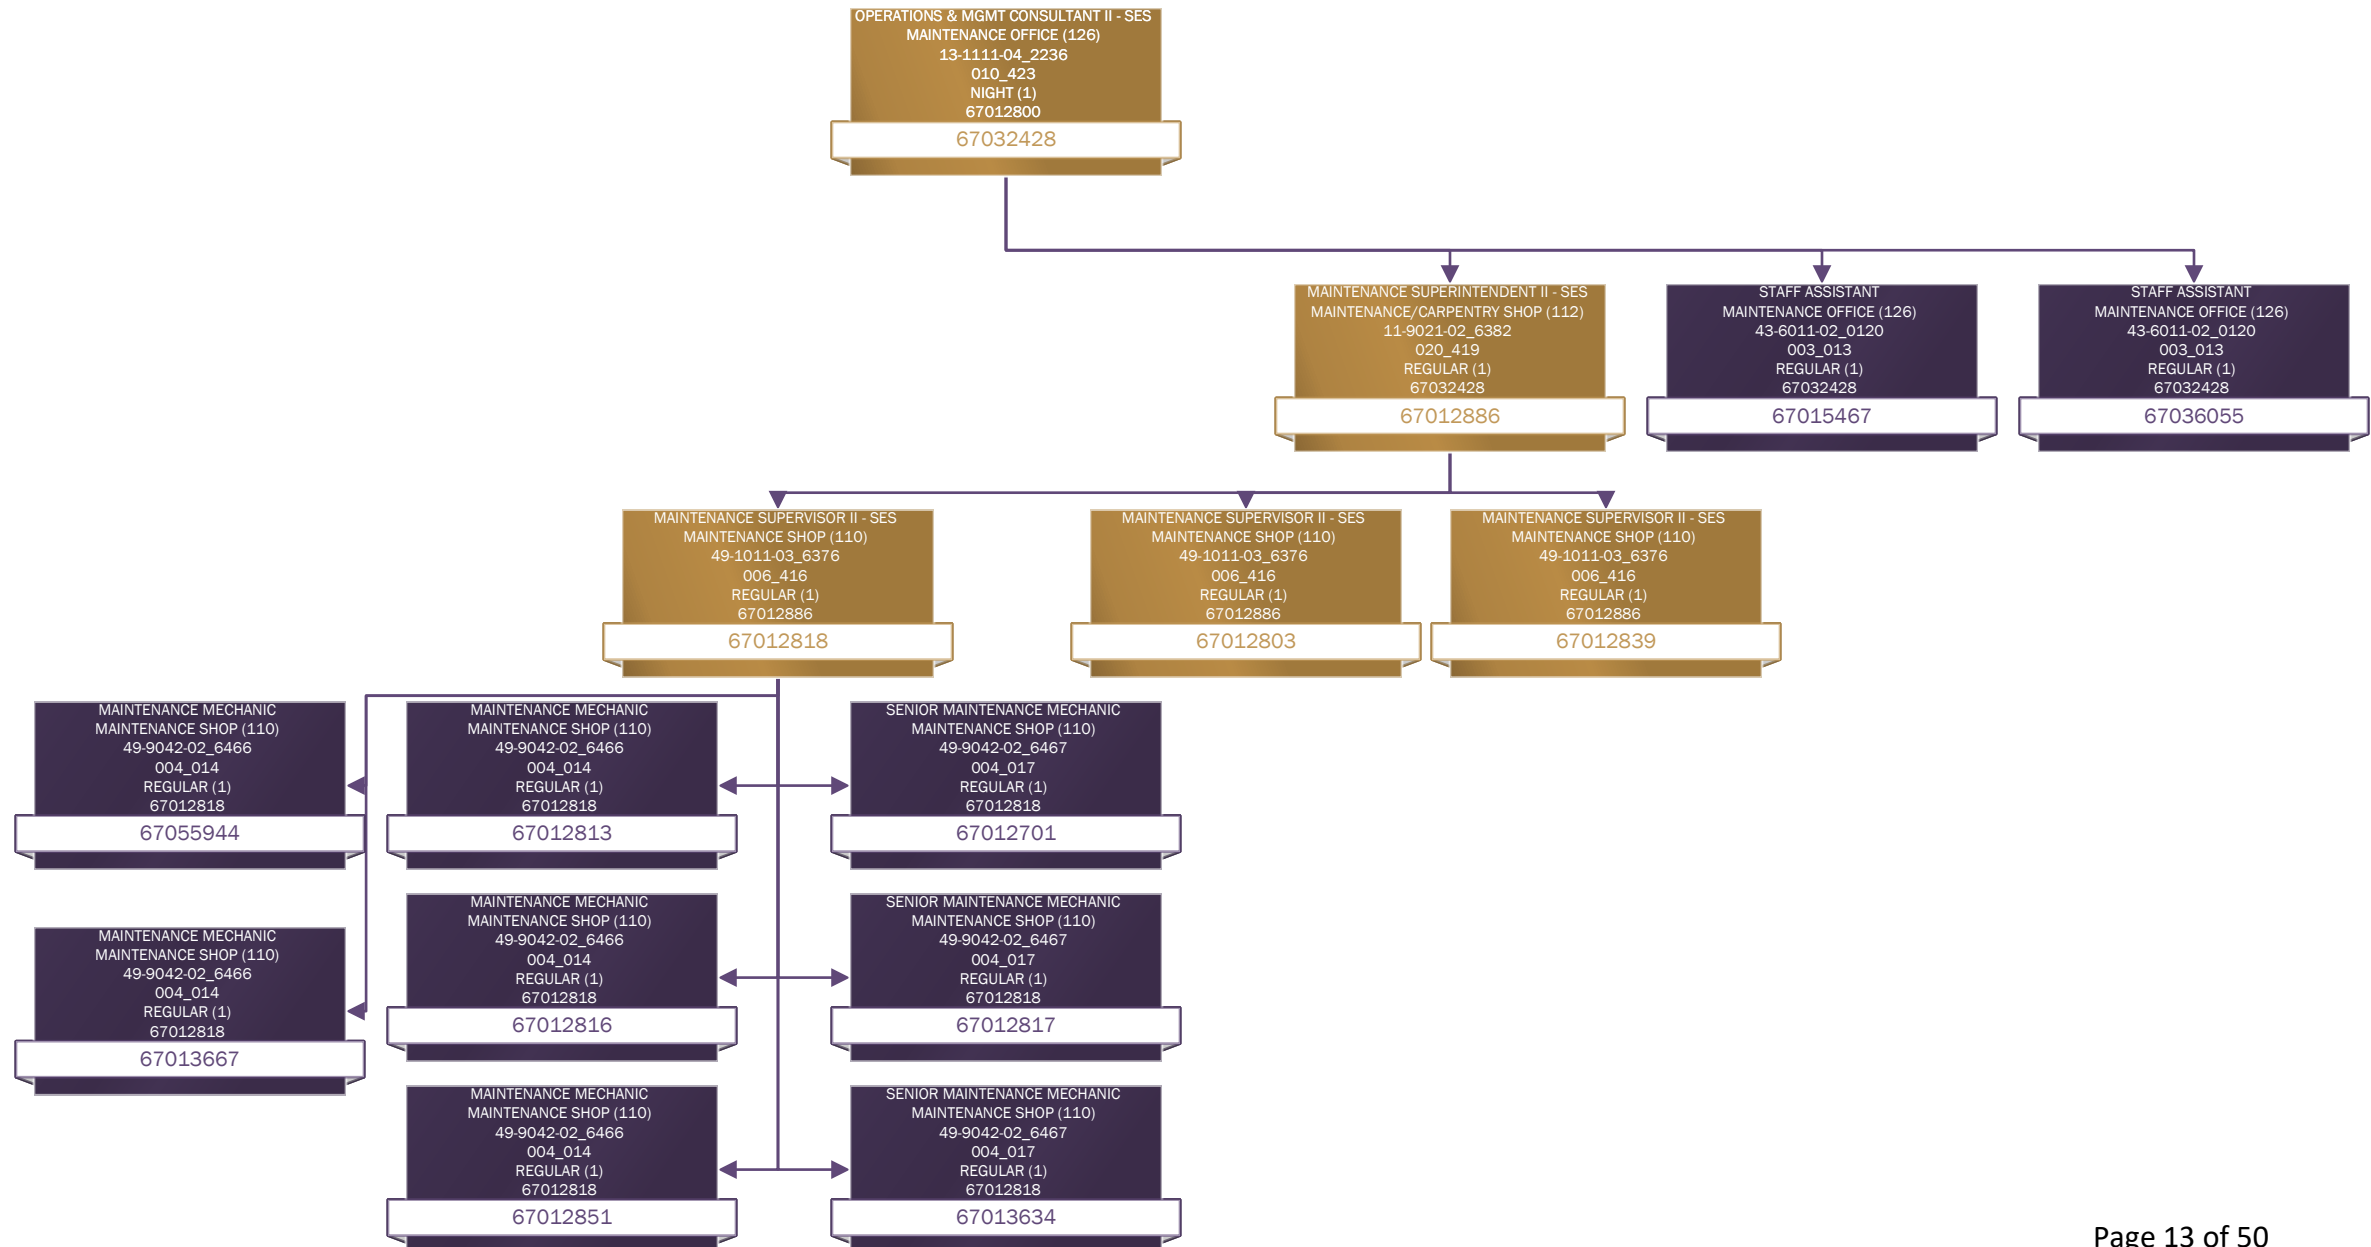 OPERATIONS & MGMT CONSULTANT II - SES
MAINTENANCE OFFICE (126)
13-1111-04_2236
010_423
NIGHT (1)
67012800
67032428
MAINTENANCE SUPERINTENDENT II - SES
MAINTENANCE/CARPENTRY SHOP (112)
11-9021-02_6382
020_419
REGULAR (1)
67032428
67012886
STAFF ASSISTANT
MAINTENANCE OFFICE (126)
43-6011-02_0120
003_013
REGULAR (1)
67032428
67015467
STAFF ASSISTANT
MAINTENANCE OFFICE (126)
43-6011-02_0120
003_013
REGULAR (1)
67032428
67036055
MAINTENANCE SUPERVISOR II - SES
MAINTENANCE SHOP (110)
49-1011-03_6376
006_416
REGULAR (1)
67012886
67012818
MAINTENANCE SUPERVISOR II - SES
MAINTENANCE SHOP (110)
49-1011-03_6376
006_416
REGULAR (1)
67012886
67012803
MAINTENANCE SUPERVISOR II - SES
MAINTENANCE SHOP (110)
49-1011-03_6376
006_416
REGULAR (1)
67012886
67012839
MAINTENANCE MECHANIC
MAINTENANCE SHOP (110)
49-9042-02_6466
004_014
REGULAR (1)
67012818
67055944
MAINTENANCE MECHANIC
MAINTENANCE SHOP (110)
49-9042-02_6466
004_014
REGULAR (1)
67012818
67012813
SENIOR MAINTENANCE MECHANIC
MAINTENANCE SHOP (110)
49-9042-02_6467
004_017
REGULAR (1)
67012818
67012701
MAINTENANCE MECHANIC
MAINTENANCE SHOP (110)
49-9042-02_6466
004_014
REGULAR (1)
67012818
67013667
MAINTENANCE MECHANIC
MAINTENANCE SHOP (110)
49-9042-02_6466
004_014
REGULAR (1)
67012818
67012816
SENIOR MAINTENANCE MECHANIC
MAINTENANCE SHOP (110)
49-9042-02_6467
004_017
REGULAR (1)
67012818
67012817
MAINTENANCE MECHANIC
MAINTENANCE SHOP (110)
49-9042-02_6466
004_014
REGULAR (1)
67012818
67012851
SENIOR MAINTENANCE MECHANIC
MAINTENANCE SHOP (110)
49-9042-02_6467
004_017
REGULAR (1)
67012818
67013634
Page 13 of 50